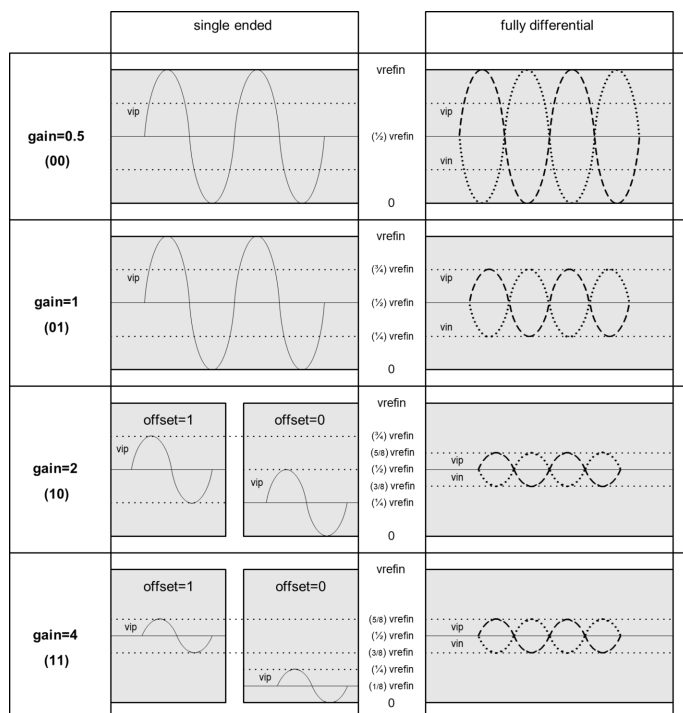 single ended
fully differential
gain=0.5
(00)
vip
vrefin
(½) vrefin
0
vip
vin
gain=1
(01)
vrefin
(¾) vrefin
(½) vrefin
(¼) vrefin
0
vip
vin
gain=2
(10)
offset=1
vip
offset=0
vip
vrefin
(¾) vrefin
(5/8) vrefin
(½) vrefin
(3/8) vrefin
(¼) vrefin
0
vip
vin
gain=4
(11)
offset=1
vip
offset=0
vip
vrefin
(5/8) vrefin
(½) vrefin
(3/8) vrefin
(¼) vrefin
(1/8) vrefin
0
vip
vin